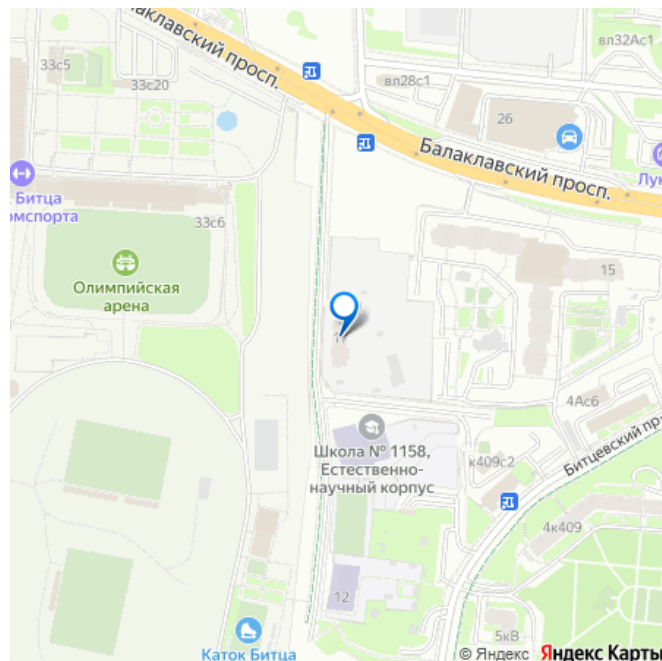 Балаклавский просп.
33с5
33с20
вл32Ас1
вл28с1
26
Балаклавский просп.
Лук
Битца
омспорта
33с6
15
Олимпийская
арена
4Ас6
Школа № 1158,
Естественно-
научный корпус
к409с2
Битцевский пр
4к409
12
5кВ
Каток Битца
© Яндекс Яндекс Карты